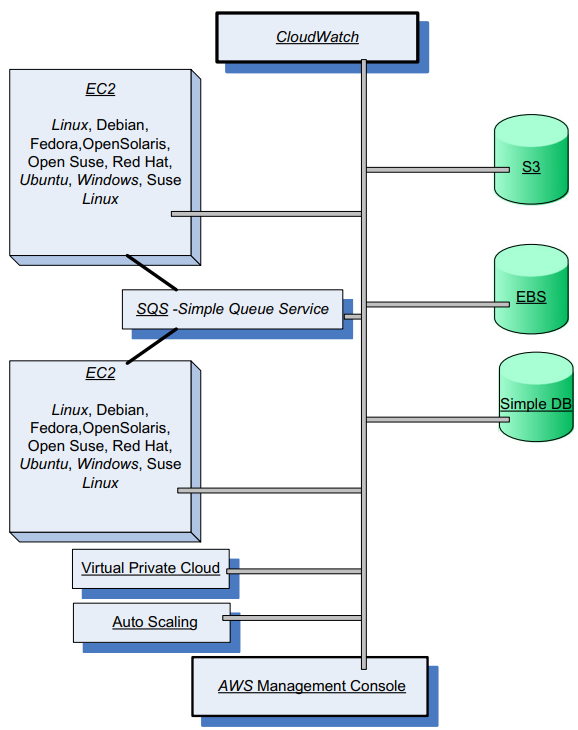 CloudWatch
EC2
Linux, Debian,
Fedora,OpenSolaris,
Open Suse, Red Hat,
Ubuntu, Windows, Suse
Linux
S3
SQS -Simple Queue Service
EBS
EC2
Linux, Debian,
Fedora,OpenSolaris,
Open Suse, Red Hat,
Ubuntu, Windows, Suse
Linux
Simple DB
Virtual Private Cloud
Auto Scaling
AWS Management Console